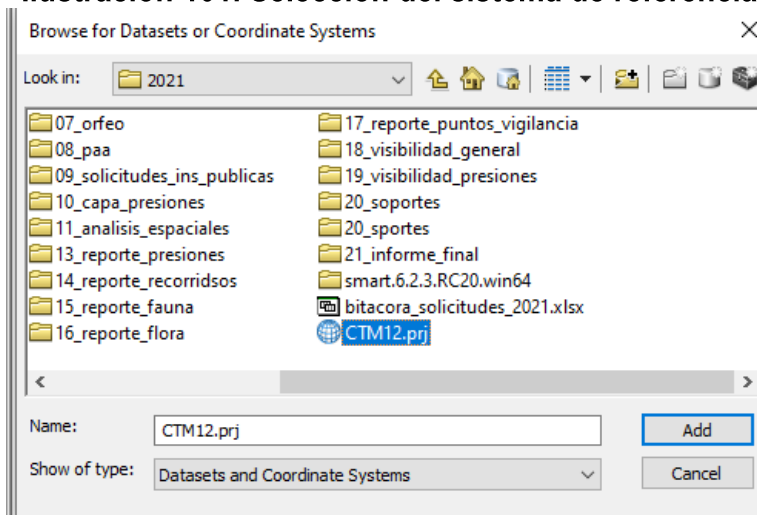 Browse for Datasets or Coordinate Systems
Look in: 2021
07_orfeo
08_paa
09_solicitudes_ins_publicas
10_capa_presiones
11_analisis_espaciales
13_reporte_presiones
14_reporte_recorridsos
15_reporte_fauna
16_reporte_flora
17_reporte_puntos_vigilancia
18_visibilidad_general
19_visibilidad_presiones
20_soportes
20_sportes
21_informe_final
smart.6.2.3.RC20.win64
bitacora_solicitudes_2021.xlsx
CTM12.prj
Name: CTM12.prj Add
Show of type: Datasets and Coordinate Systems Cancel